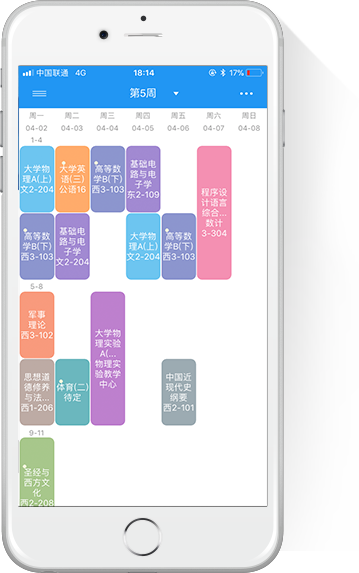 中国联通 4G 18:14 17%
第5周
周一 周二 周三 周四 周五 周六 周日
04-02 04-03 04-04 04-05 04-06 04-07 04-08
1-4
大学物
理A(上)
文2-204
大学英
语(三)
公语16
高等数
学B(下)
西3-103
基础电
路与电
子学
东2-109
程序设
计语言
综合...
数计
3-304
高等数
学B(下)
西3-103
基础电
路与电
子学
文2-204
大学物
理A(上)
文2-204
高等数
学B(下)
西3-103
5-8
军事
理论
西3-102
大学物
理实验
A(...
物理实
验教学
中心
思想道
德修养
与法...
西1-206
体育(二)
待定
中国近
现代史
纲要
西2-101
9-11
圣经与
西方文
化
西2-208